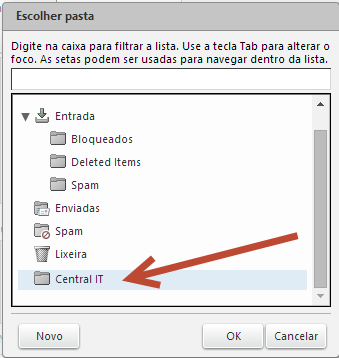 Escolher pasta
Digite na caixa para filtrar a lista. Use a tecla Tab para alterar o
foco. As setas podem ser usadas para navegar dentro da lista.
Entrada
Bloqueados
Deleted Items
Spam
Enviadas
Spam
Lixeira
Central IT
Novo
OK
Cancelar